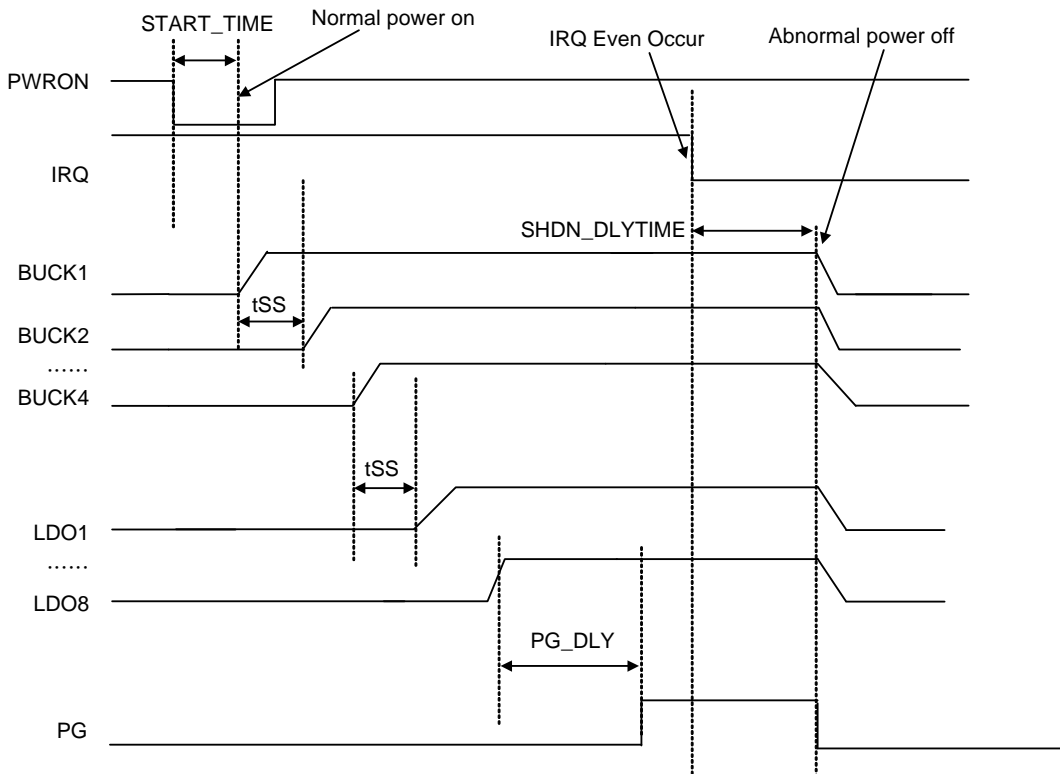 START_TIME
Normal power on
IRQ Even Occur
Abnormal power off
PWRON
IRQ
SHDN_DLYTIME
BUCK1
tSS
BUCK2
......
BUCK4
tSS
LDO1
......
LDO8
PG_DLY
PG